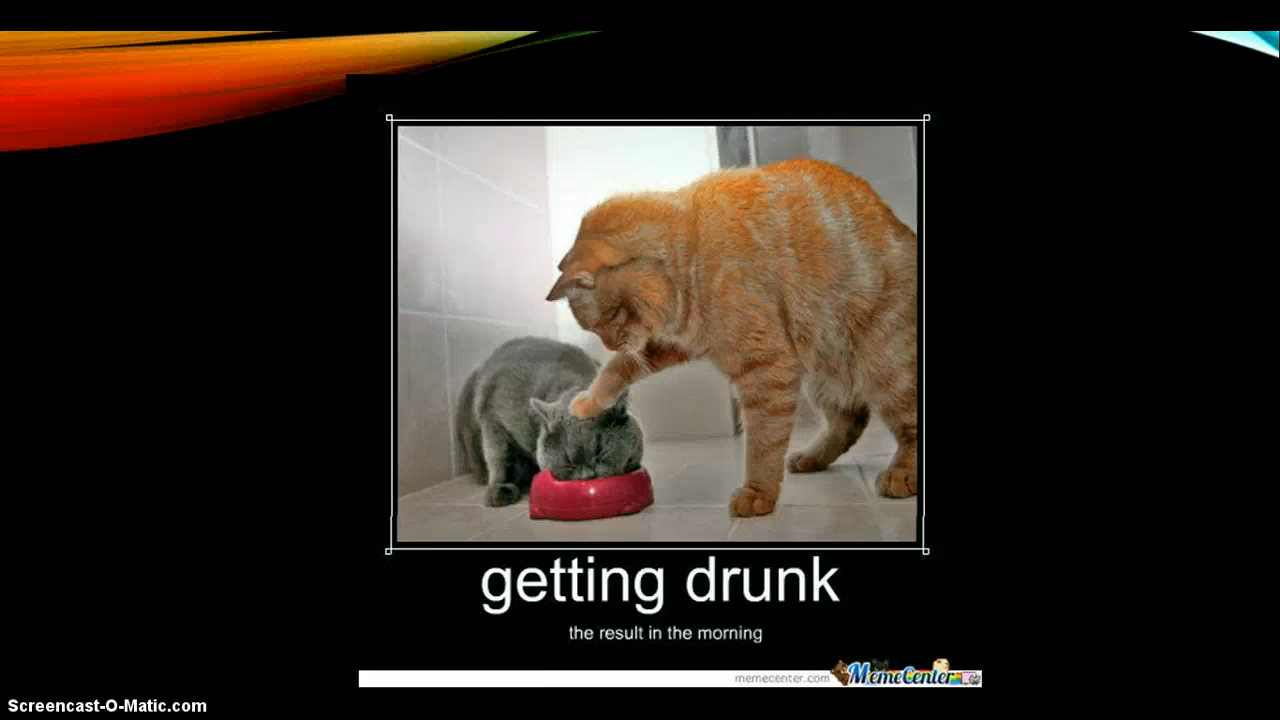 getting drunk
the result in the morning
memecenter.com MemeCenter
Screencast-O-Matic.com